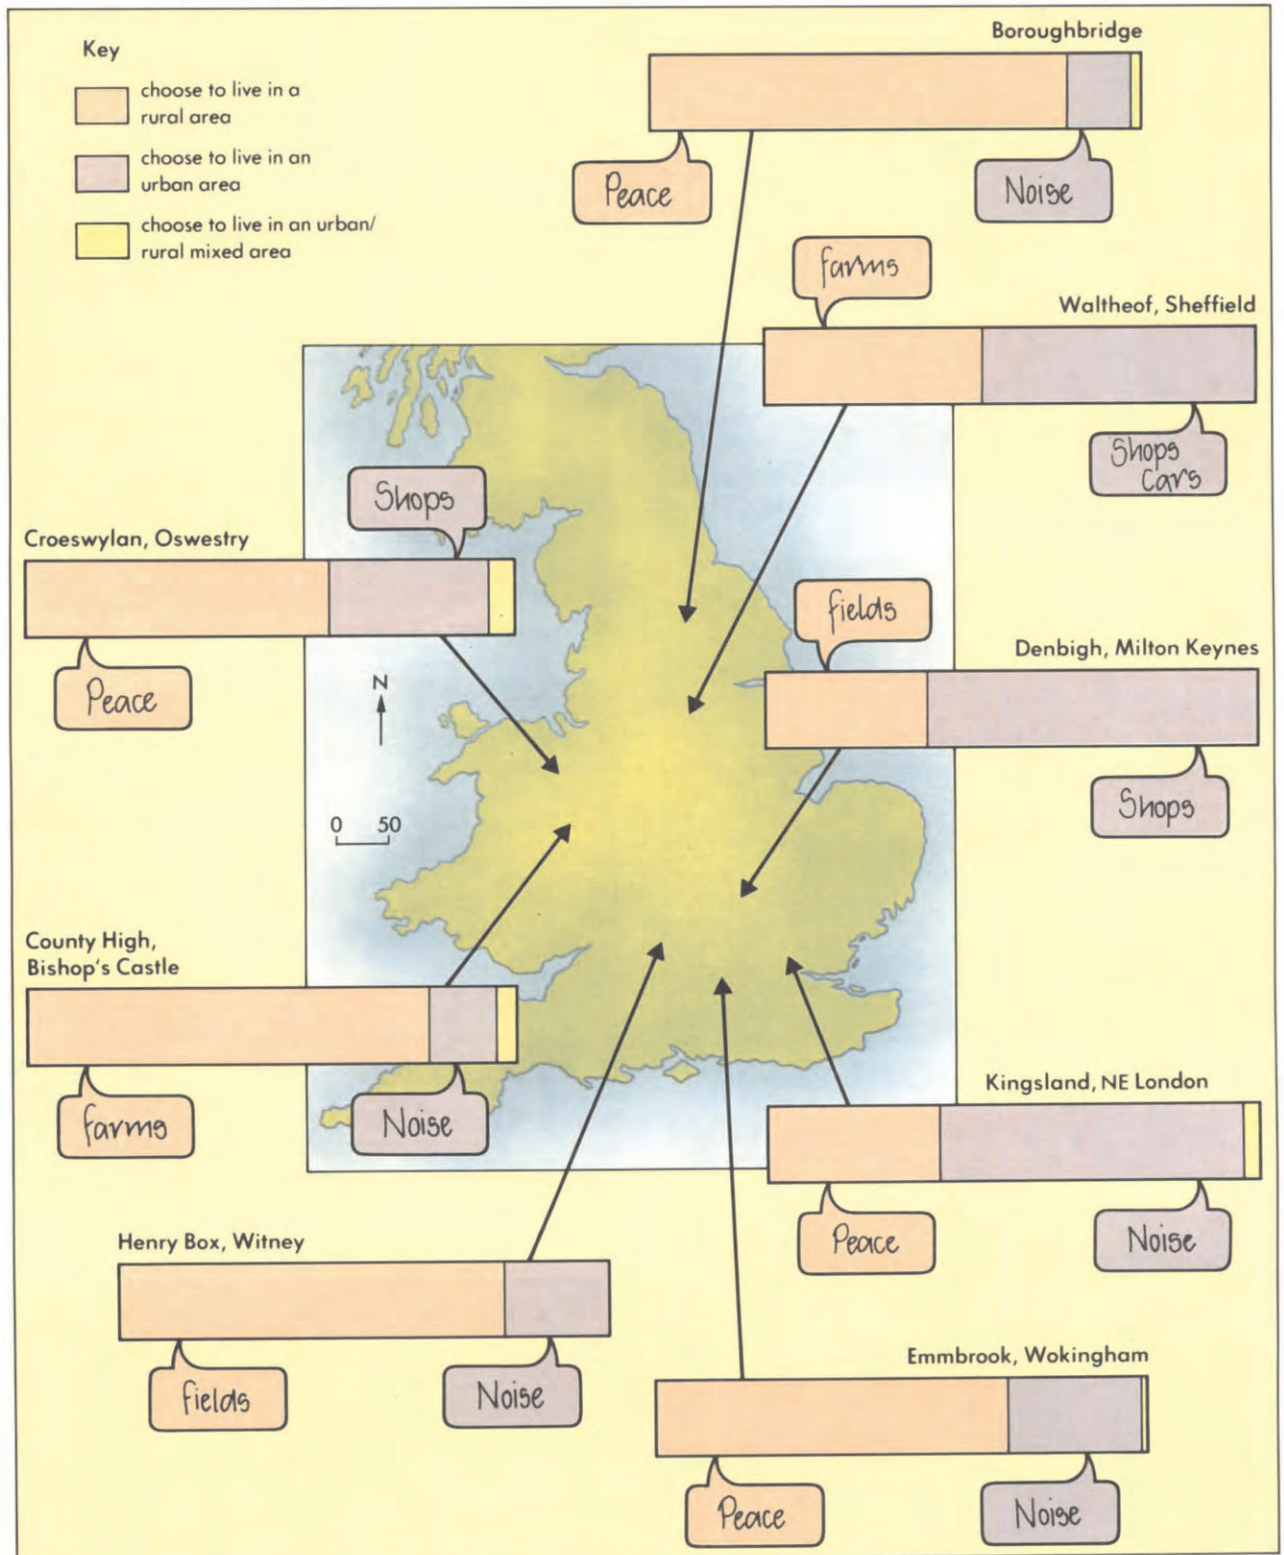 Key
choose to live in a
rural area
choose to live in an
urban area
choose to live in an urban/
rural mixed area
Boroughbridge
Peace
Noise
farms
Waltheof, Sheffield
Shops
Cars
Shops
Croeswylan, Oswestry
Peace
fields
Denbigh, Milton Keynes
Shops
N
0 50
County High,
Bishop's Castle
farms
Noise
Kingsland, NE London
Peace
Noise
Henry Box, Witney
fields
Noise
Emmbrook, Wokingham
Peace
Noise